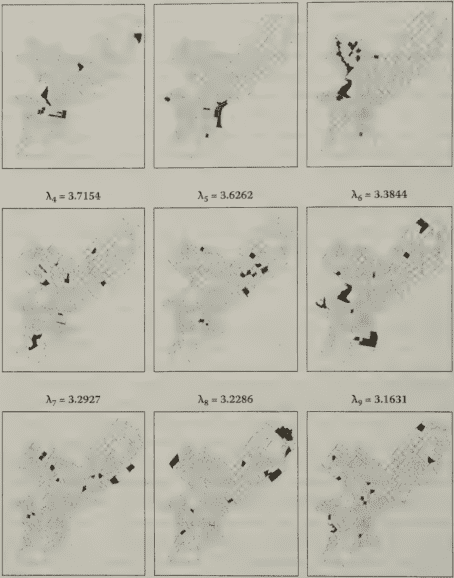 λ4 = 3.7154 λ5 = 3.6262 λ6 = 3.3844
λ7 = 3.2927 λ8 = 3.2286 λ9 = 3.1631